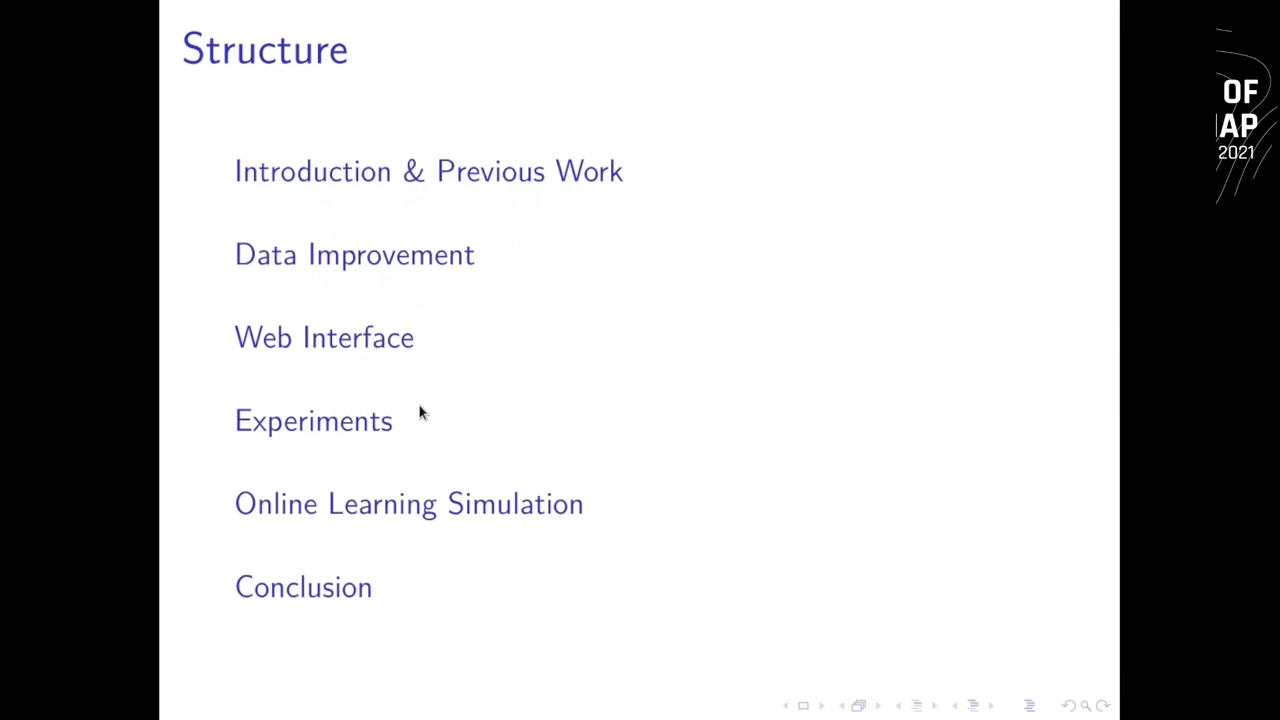 Structure
Introduction & Previous Work
Data Improvement
Web Interface
Experiments
Online Learning Simulation
Conclusion
OF
AP
2021